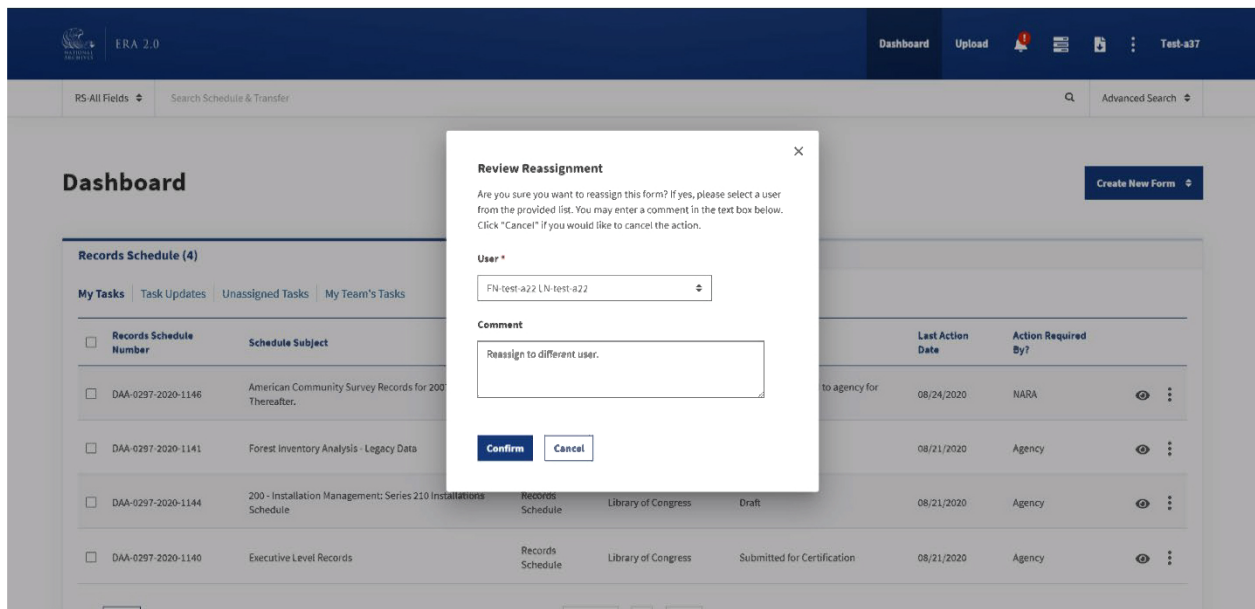 NATIONAL
ARCHIVES
ERA 2.0
Dashboard
Upload
!
Test-a37
RS-All Fields
Search Schedule & Transfer
Advanced Search
Dashboard
Create New Form
Review Reassignment
Are you sure you want to reassign this form? If yes, please select a user
from the provided list. You may enter a comment in the text box below.
Click "Cancel" if you would like to cancel the action.
User *
FN-test-a22 LN-test-a22
Comment
Reassign to different user.
Confirm
Cancel
Records Schedule (4)
My Tasks
Task Updates
Unassigned Tasks
My Team's Tasks
Records Schedule
Number
Schedule Subject
Last Action
Date
Action Required
By?
DAA-0297-2020-1146
American Community Survey Records for 200
Thereafter.
to agency for
08/24/2020
NARA
DAA-0297-2020-1141
Forest Inventory Analysis - Legacy Data
08/21/2020
Agency
DAA-0297-2020-1144
200 - Installation Management: Series 210 Installations
Schedule
Records
Schedule
Library of Congress
Draft
08/21/2020
Agency
DAA-0297-2020-1140
Executive Level Records
Records
Schedule
Library of Congress
Submitted for Certification
08/21/2020
Agency